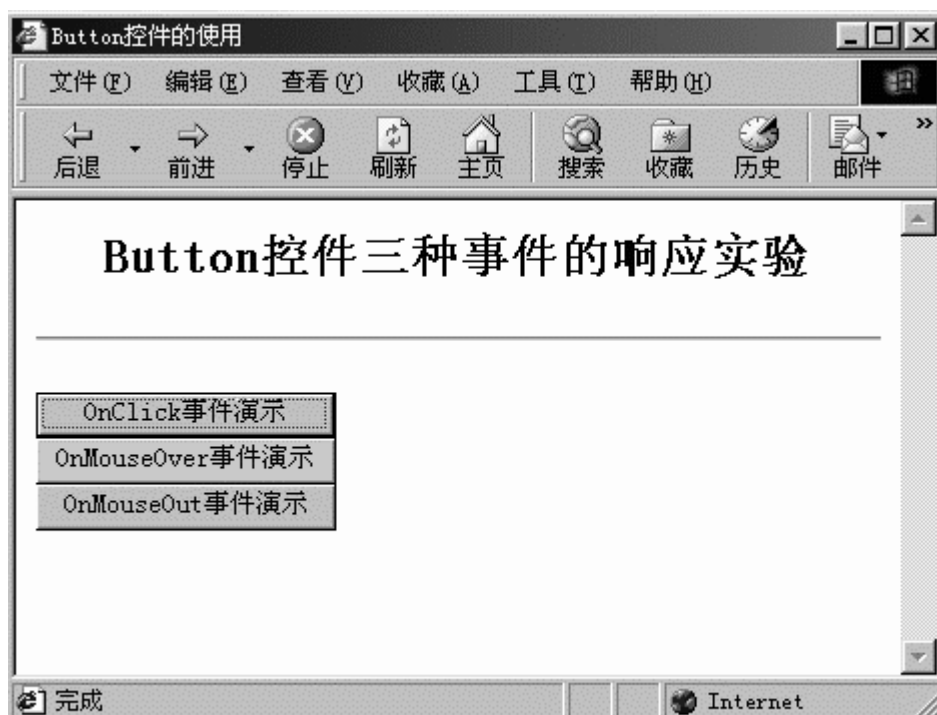 Button控件的使用
文件(F) 编辑(E) 查看(V) 收藏(A) 工具(T) 帮助(H)
后退 前进 停止 刷新 主页 搜索 收藏 历史 邮件 »
Button控件三种事件的响应实验
OnClick事件演示
OnMouseOver事件演示
OnMouseOut事件演示
完成 Internet